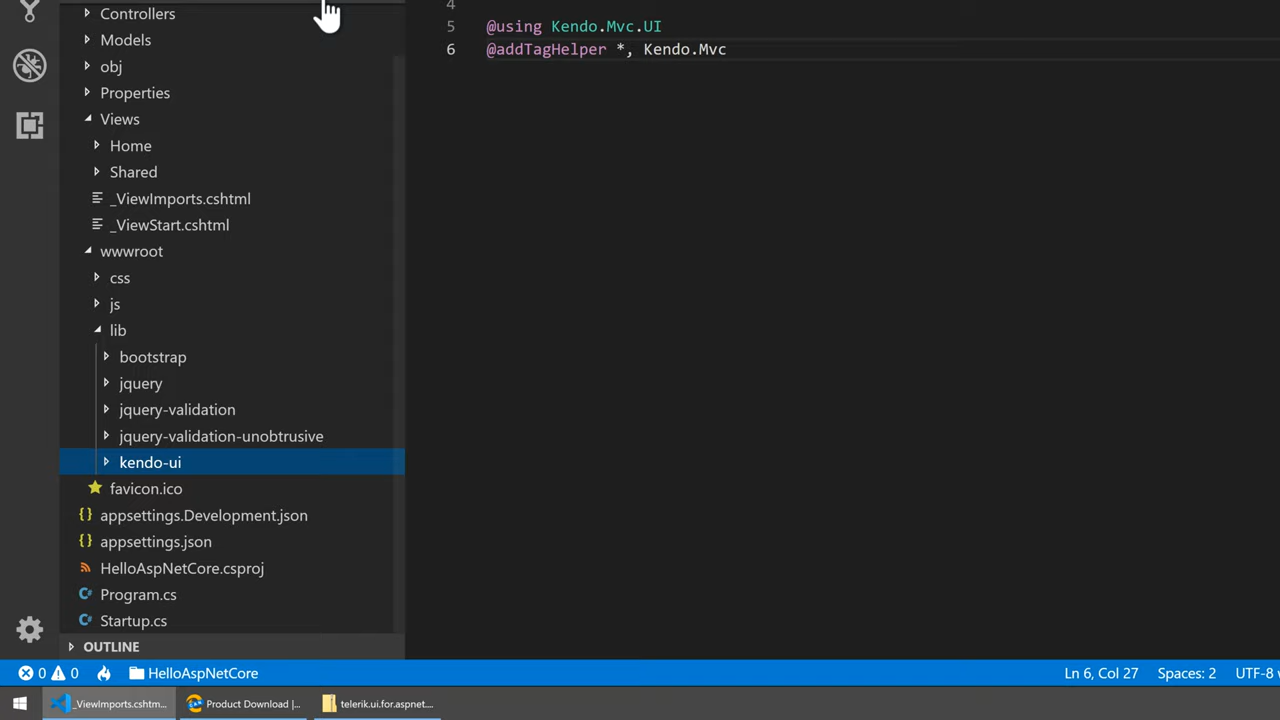 Controllers
Models
obj
Properties
Views
Home
Shared
_ViewImports.cshtml
_ViewStart.cshtml
wwwroot
css
js
lib
bootstrap
jquery
jquery-validation
jquery-validation-unobtrusive
kendo-ui
favicon.ico
{} appsettings.Development.json
{} appsettings.json
HelloAspNetCore.csproj
C# Program.cs
C# Startup.cs
OUTLINE
4
5 @using Kendo.Mvc.UI
6 @addTagHelper *, Kendo.Mvc
0 0 HelloAspNetCore Ln 6, Col 27 Spaces: 2 UTF-8
_ViewImports.cshtm... Product Download |... telerik.ui.for.aspnet....